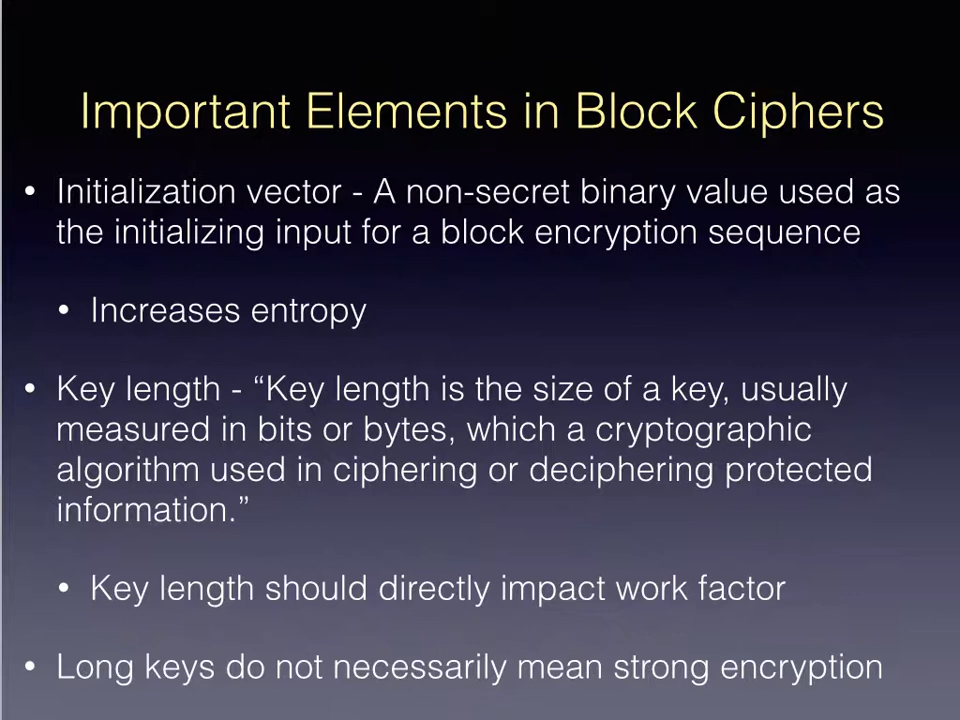 Important Elements in Block Ciphers
• Initialization vector - A non-secret binary value used as
the initializing input for a block encryption sequence
• Increases entropy
• Key length - “Key length is the size of a key, usually
measured in bits or bytes, which a cryptographic
algorithm used in ciphering or deciphering protected
information.”
• Key length should directly impact work factor
• Long keys do not necessarily mean strong encryption